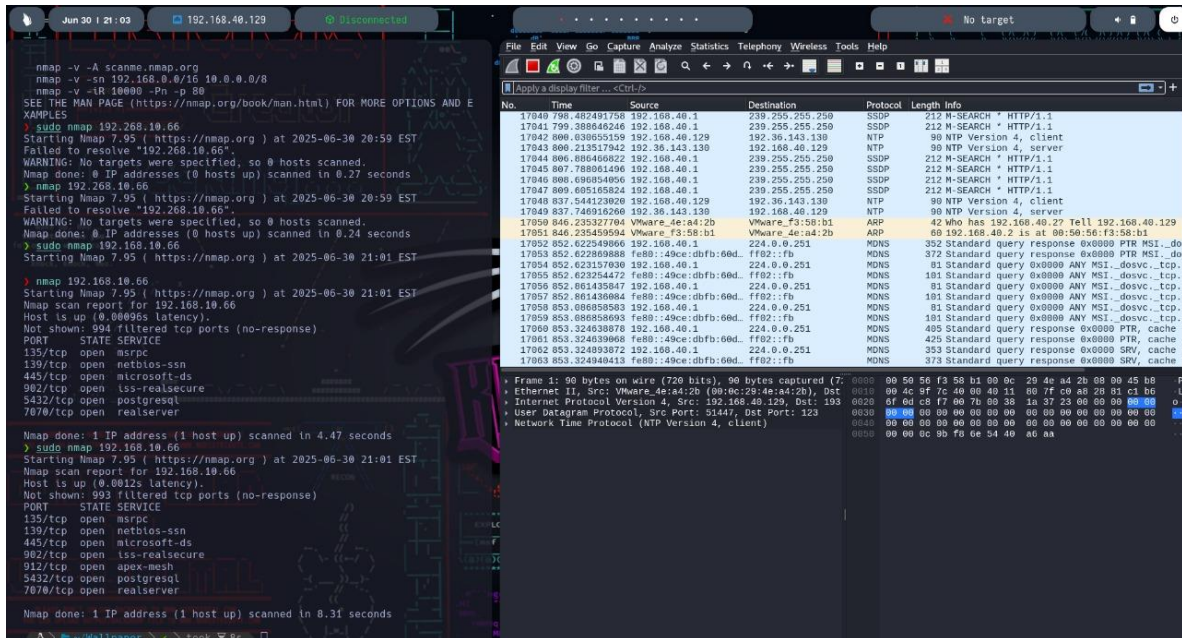 Jun 30 | 21:03
192.168.40.129
Disconnected
No target
nmap -v -A scanme.nmap.org
nmap -v -sn 192.168.0.0/16 10.0.0.0/8
nmap -v -iR 10000 -Pn -p 80
SEE THE MAN PAGE (https://nmap.org/book/man.html) FOR MORE OPTIONS AND E
XAMPLES
❯ sudo nmap 192.268.10.66
Starting Nmap 7.95 ( https://nmap.org ) at 2025-06-30 20:59 EST
Failed to resolve "192.268.10.66".
WARNING: No targets were specified, so 0 hosts scanned.
Nmap done: 0 IP addresses (0 hosts up) scanned in 0.27 seconds
❯ nmap 192.268.10.66
Starting Nmap 7.95 ( https://nmap.org ) at 2025-06-30 20:59 EST
Failed to resolve "192.268.10.66".
WARNING: No targets were specified, so 0 hosts scanned.
Nmap done: 0 IP addresses (0 hosts up) scanned in 0.24 seconds
❯ sudo nmap 192.168.10.66
Starting Nmap 7.95 ( https://nmap.org ) at 2025-06-30 21:01 EST
❯ nmap 192.168.10.66
Starting Nmap 7.95 ( https://nmap.org ) at 2025-06-30 21:01 EST
Nmap scan report for 192.168.10.66
Host is up (0.00096s latency).
Not shown: 994 filtered tcp ports (no-response)
PORT STATE SERVICE
135/tcp open msrpc
139/tcp open netbios-ssn
445/tcp open microsoft-ds
902/tcp open iss-realsecure
5432/tcp open postgresql
7070/tcp open realserver
Nmap done: 1 IP address (1 host up) scanned in 4.47 seconds
❯ sudo nmap 192.168.10.66
Starting Nmap 7.95 ( https://nmap.org ) at 2025-06-30 21:01 EST
Nmap scan report for 192.168.10.66
Host is up (0.0012s latency).
Not shown: 993 filtered tcp ports (no-response)
PORT STATE SERVICE
135/tcp open msrpc
139/tcp open netbios-ssn
445/tcp open microsoft-ds
902/tcp open iss-realsecure
912/tcp open apex-mesh
5432/tcp open postgresql
7070/tcp open realserver
Nmap done: 1 IP address (1 host up) scanned in 8.31 seconds
~/Wallpaper took 8s
File Edit View Go Capture Analyze Statistics Telephony Wireless Tools Help
Apply a display filter ... <Ctrl-/>
No. Time Source Destination Protocol Length Info
17040 798.482491758 192.168.40.1 239.255.255.250 SSDP 212 M-SEARCH * HTTP/1.1
17041 799.388646246 192.168.40.1 239.255.255.250 SSDP 212 M-SEARCH * HTTP/1.1
17042 800.030655159 192.168.40.129 192.36.143.130 NTP 90 NTP Version 4, client
17043 800.213517942 192.36.143.130 192.168.40.129 NTP 90 NTP Version 4, server
17044 806.886466822 192.168.40.1 239.255.255.250 SSDP 212 M-SEARCH * HTTP/1.1
17045 807.788061496 192.168.40.1 239.255.255.250 SSDP 212 M-SEARCH * HTTP/1.1
17046 808.696854056 192.168.40.1 239.255.255.250 SSDP 212 M-SEARCH * HTTP/1.1
17047 809.605165824 192.168.40.1 239.255.255.250 SSDP 212 M-SEARCH * HTTP/1.1
17048 837.544123020 192.168.40.129 192.36.143.130 NTP 90 NTP Version 4, client
17049 837.746916260 192.36.143.130 192.168.40.129 NTP 90 NTP Version 4, server
17050 846.235327704 VMware_4e:a4:2b VMware_f3:58:b1 ARP 42 Who has 192.168.40.2? Tell 192.168.40.129
17051 846.235459594 VMware_f3:58:b1 VMware_4e:a4:2b ARP 60 192.168.40.2 is at 00:50:56:f3:58:b1
17052 852.622549866 192.168.40.1 224.0.0.251 MDNS 352 Standard query response 0x0000 PTR MSI._do
17053 852.622869888 fe80::49ce:dbfb:60d… ff02::fb MDNS 372 Standard query response 0x0000 PTR MSI._do
17054 852.623157030 192.168.40.1 224.0.0.251 MDNS 81 Standard query 0x0000 ANY MSI._dosvc._tcp.
17055 852.623254472 fe80::49ce:dbfb:60d… ff02::fb MDNS 101 Standard query 0x0000 ANY MSI._dosvc._tcp.
17056 852.861435847 192.168.40.1 224.0.0.251 MDNS 81 Standard query 0x0000 ANY MSI._dosvc._tcp.
17057 852.861436084 fe80::49ce:dbfb:60d… ff02::fb MDNS 101 Standard query 0x0000 ANY MSI._dosvc._tcp.
17058 853.086858583 192.168.40.1 224.0.0.251 MDNS 81 Standard query 0x0000 ANY MSI._dosvc._tcp.
17059 853.086858693 fe80::49ce:dbfb:60d… ff02::fb MDNS 101 Standard query 0x0000 ANY MSI._dosvc._tcp.
17060 853.324638878 192.168.40.1 224.0.0.251 MDNS 405 Standard query response 0x0000 PTR, cache
17061 853.324639068 fe80::49ce:dbfb:60d… ff02::fb MDNS 425 Standard query response 0x0000 PTR, cache
17062 853.324893872 192.168.40.1 224.0.0.251 MDNS 353 Standard query response 0x0000 SRV, cache
17063 853.324940413 fe80::49ce:dbfb:60d… ff02::fb MDNS 373 Standard query response 0x0000 SRV, cache
Frame 1: 90 bytes on wire (720 bits), 90 bytes captured (7:
Ethernet II, Src: VMware_4e:a4:2b (00:0c:29:4e:a4:2b), Dst
Internet Protocol Version 4, Src: 192.168.40.129, Dst: 193
User Datagram Protocol, Src Port: 51447, Dst Port: 123
Network Time Protocol (NTP Version 4, client)
0000 00 50 56 f3 58 b1 00 0c 29 4e a4 2b 08 00 45 b8
0010 00 4c 9f 7c 40 00 40 11 80 7f c0 a8 28 81 c1 b6
0020 6f 0d c8 f7 00 7b 00 38 1a 37 23 00 00 00 00 00
0030 00 00 00 00 00 00 00 00 00 00 00 00 00 00 00 00
0040 00 00 00 00 00 00 00 00 00 00 00 00 00 00 00 00
0050 00 00 0c 9b f8 6e 54 40 a6 aa